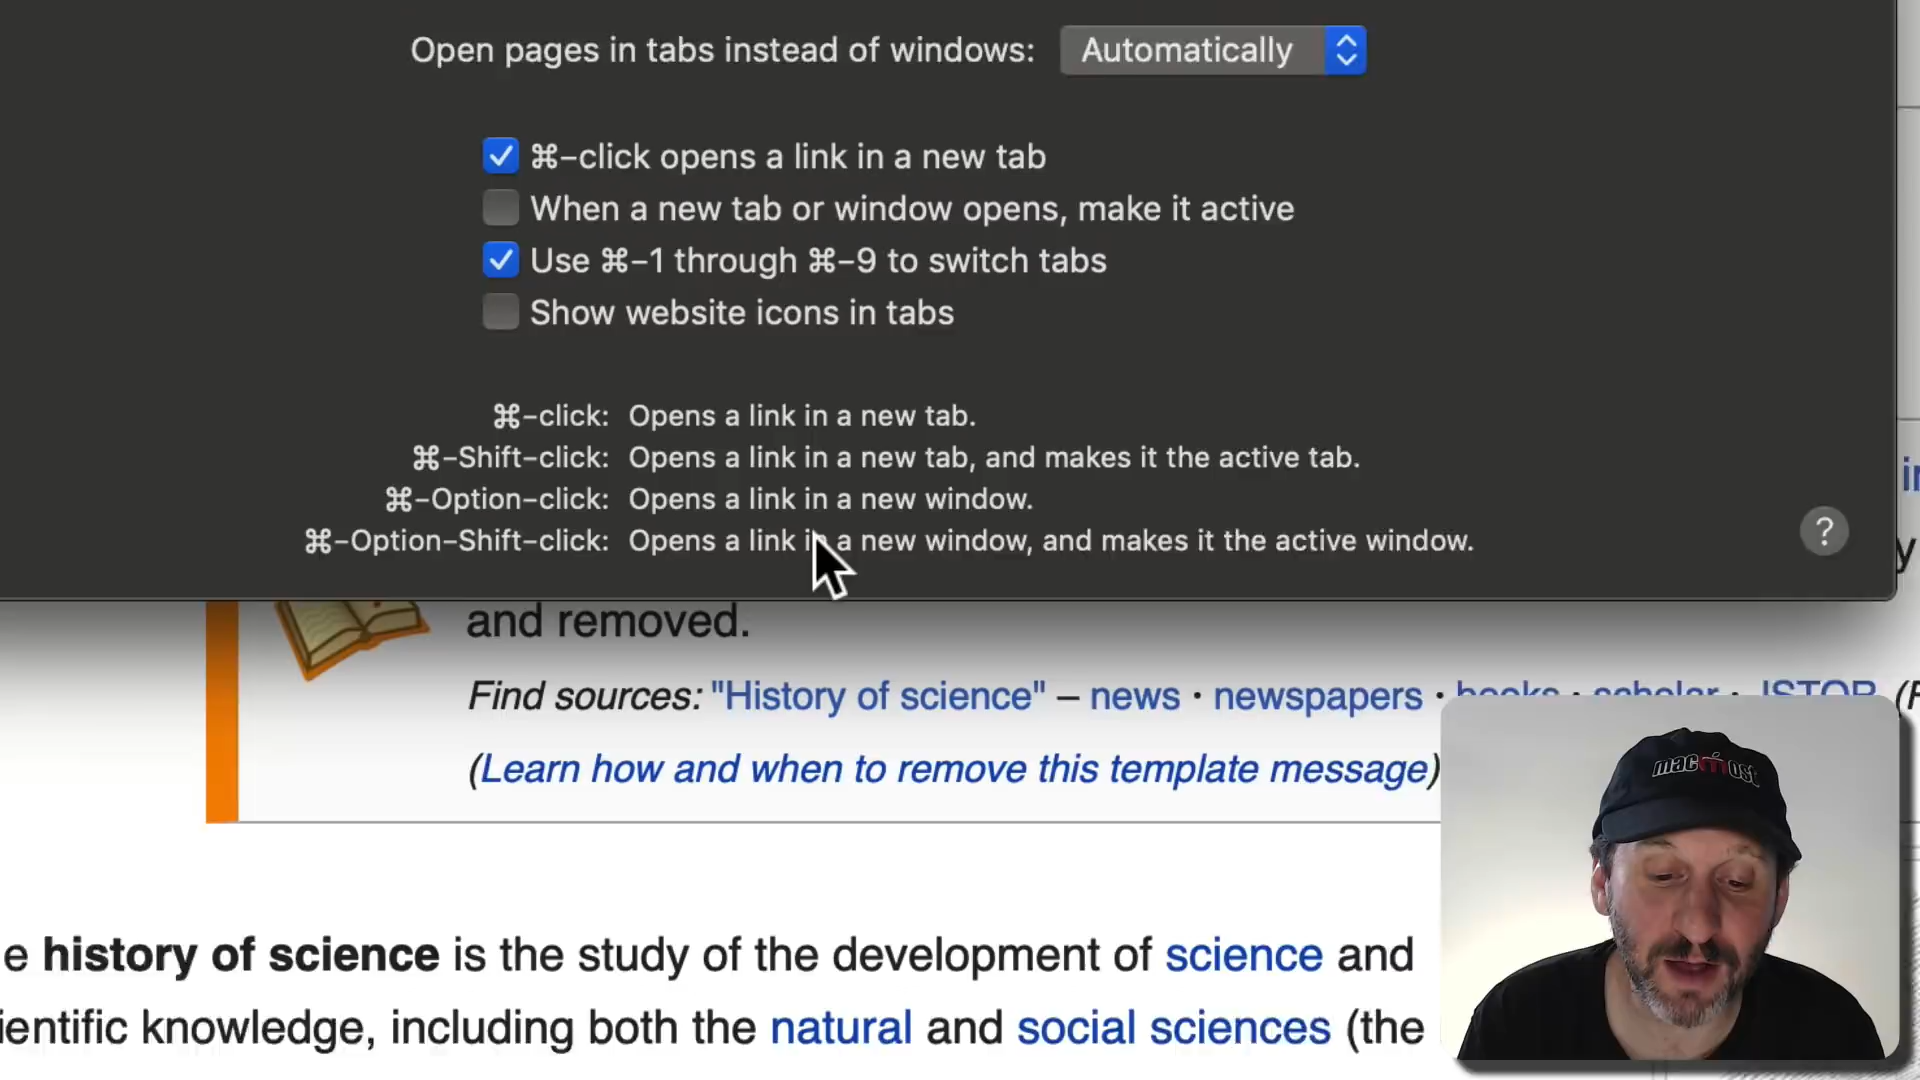 Open pages in tabs instead of windows: Automatically
⌘-click opens a link in a new tab
When a new tab or window opens, make it active
Use ⌘-1 through ⌘-9 to switch tabs
Show website icons in tabs
⌘-click: Opens a link in a new tab.
⌘-Shift-click: Opens a link in a new tab, and makes it the active tab.
⌘-Option-click: Opens a link in a new window.
⌘-Option-Shift-click: Opens a link in a new window, and makes it the active window.
?
and removed.
Find sources: "History of science" – news · newspapers · books · scholar · JSTOR
(Learn how and when to remove this template message)
macmost
e history of science is the study of the development of science and
ientific knowledge, including both the natural and social sciences (the